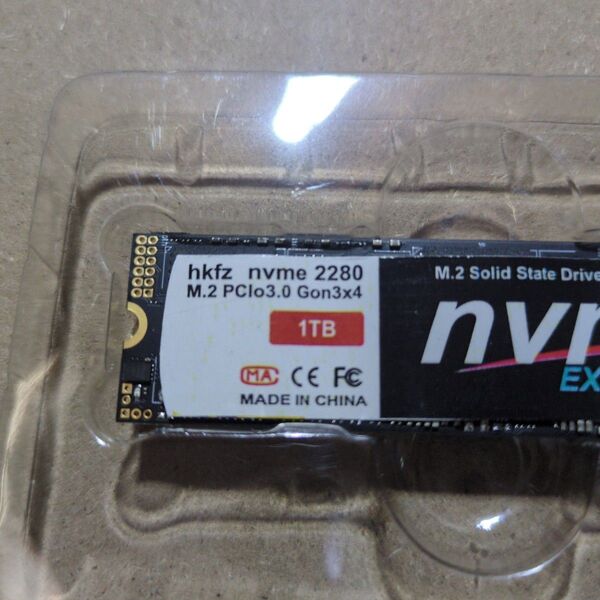 hkfz nvme 2280
M.2 PCIo3.0 Gon3x4
1TB
MA CE FC
MADE IN CHINA
M.2 Solid State Drive
nvm
EX